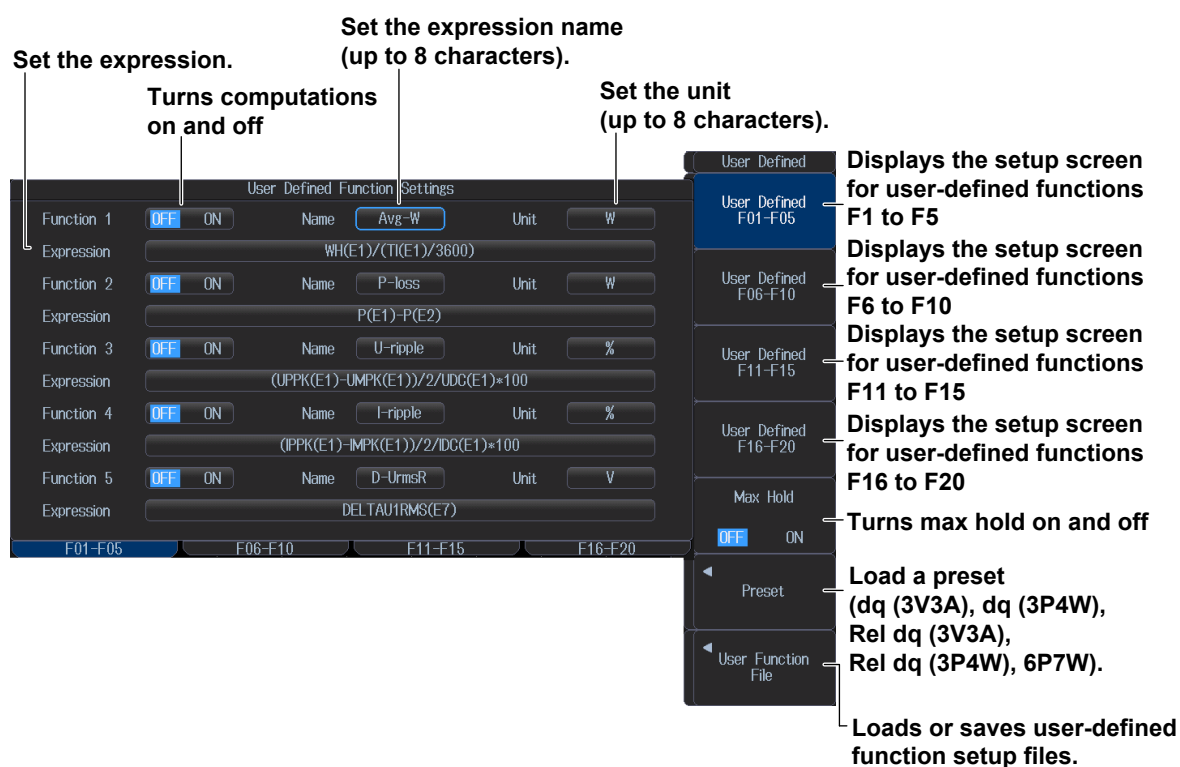 Set the expression name
(up to 8 characters).
Set the expression.
Turns computations
on and off
Set the unit
(up to 8 characters).
User Defined Function Settings
Function 1 OFF ON Name Avg-W Unit W
Expression WH(E1)/(TI(E1)/3600)
Function 2 OFF ON Name P-loss Unit W
Expression P(E1)-P(E2)
Function 3 OFF ON Name U-ripple Unit %
Expression (UPPK(E1)-UMPK(E1))/2/UDC(E1)*100
Function 4 OFF ON Name I-ripple Unit %
Expression (IPPK(E1)-IMPK(E1))/2/IDC(E1)*100
Function 5 OFF ON Name D-UrmsR Unit V
Expression DELTAU1RMS(E7)
F01-F05 F06-F10 F11-F15 F16-F20
User Defined
User Defined
F01-F05
User Defined
F06-F10
User Defined
F11-F15
User Defined
F16-F20
Max Hold
OFF ON
Preset
User Function
File
Displays the setup screen
for user-defined functions
F1 to F5
Displays the setup screen
for user-defined functions
F6 to F10
Displays the setup screen
for user-defined functions
F11 to F15
Displays the setup screen
for user-defined functions
F16 to F20
Turns max hold on and off
Load a preset
(dq (3V3A), dq (3P4W),
Rel dq (3V3A),
Rel dq (3P4W), 6P7W).
Loads or saves user-defined
function setup files.